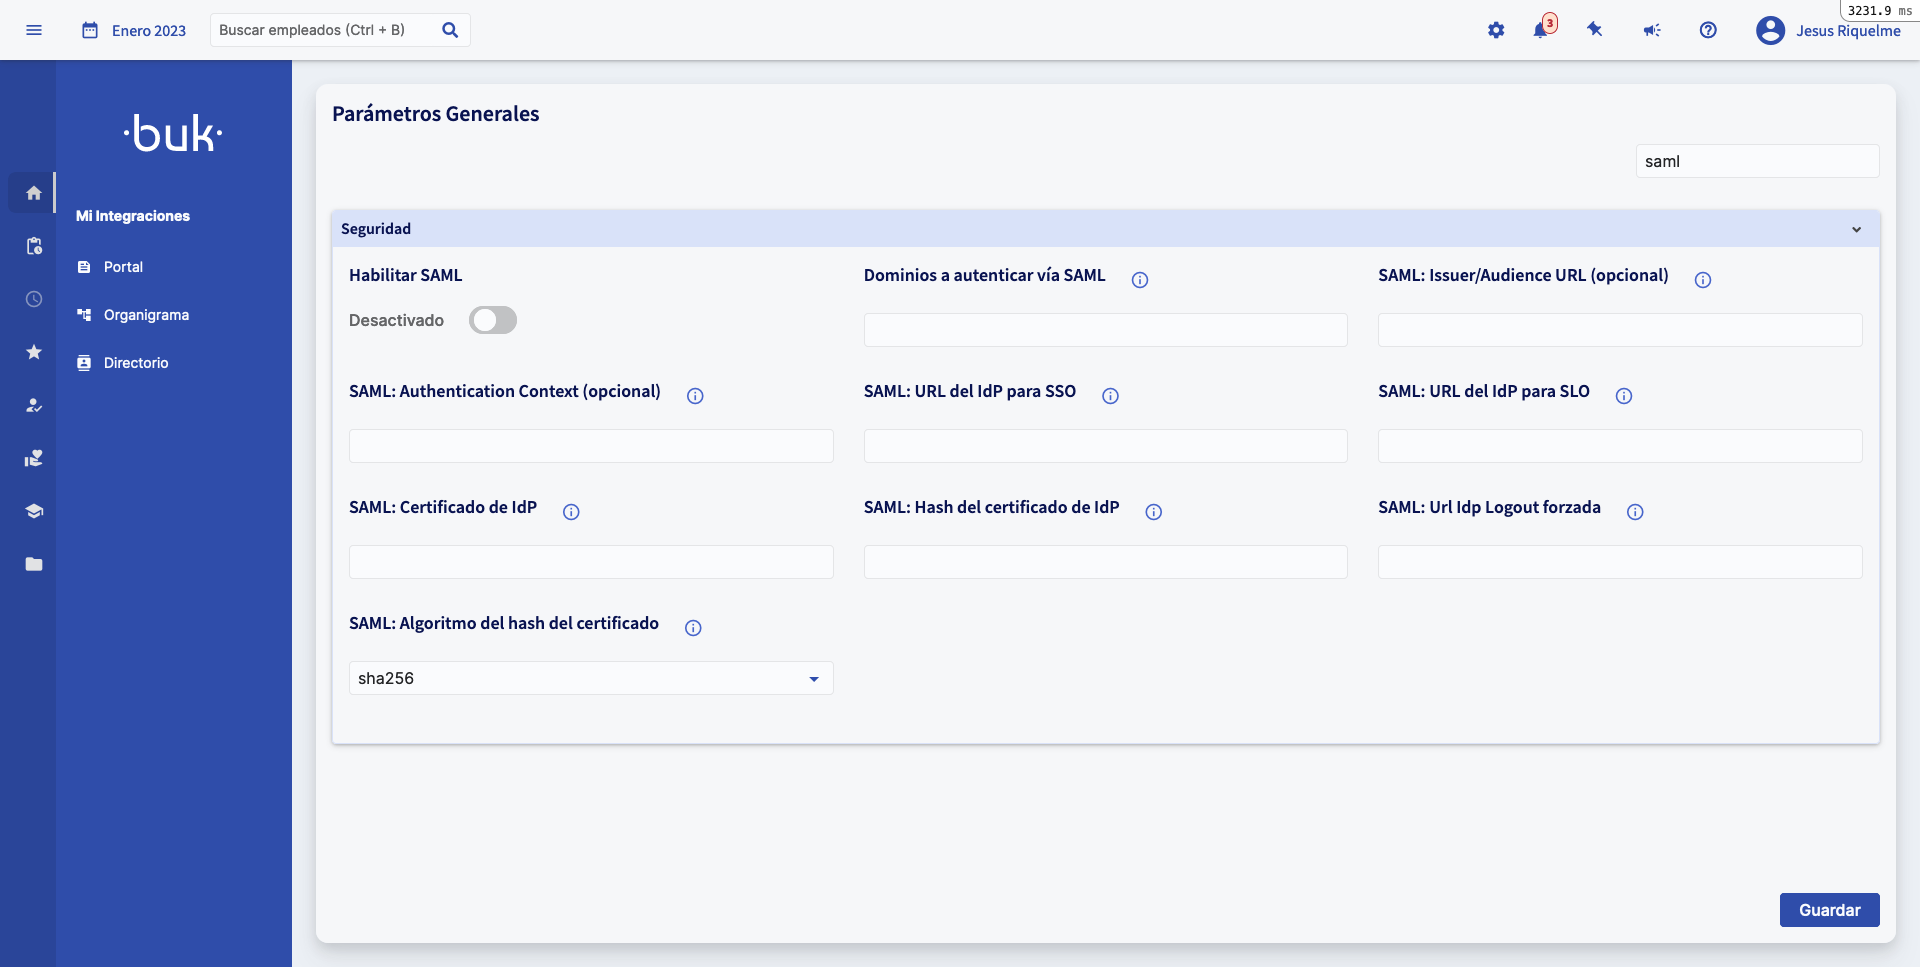 3231.9 ms
Enero 2023
Buscar empleados (Ctrl + B)
3
Jesus Riquelme
·buk·
Mi Integraciones
Portal
Organigrama
Directorio
Parámetros Generales
saml
Seguridad
Habilitar SAML
Desactivado
Dominios a autenticar vía SAML
SAML: Issuer/Audience URL (opcional)
SAML: Authentication Context (opcional)
SAML: URL del IdP para SSO
SAML: URL del IdP para SLO
SAML: Certificado de IdP
SAML: Hash del certificado de IdP
SAML: Url Idp Logout forzada
SAML: Algoritmo del hash del certificado
sha256
Guardar